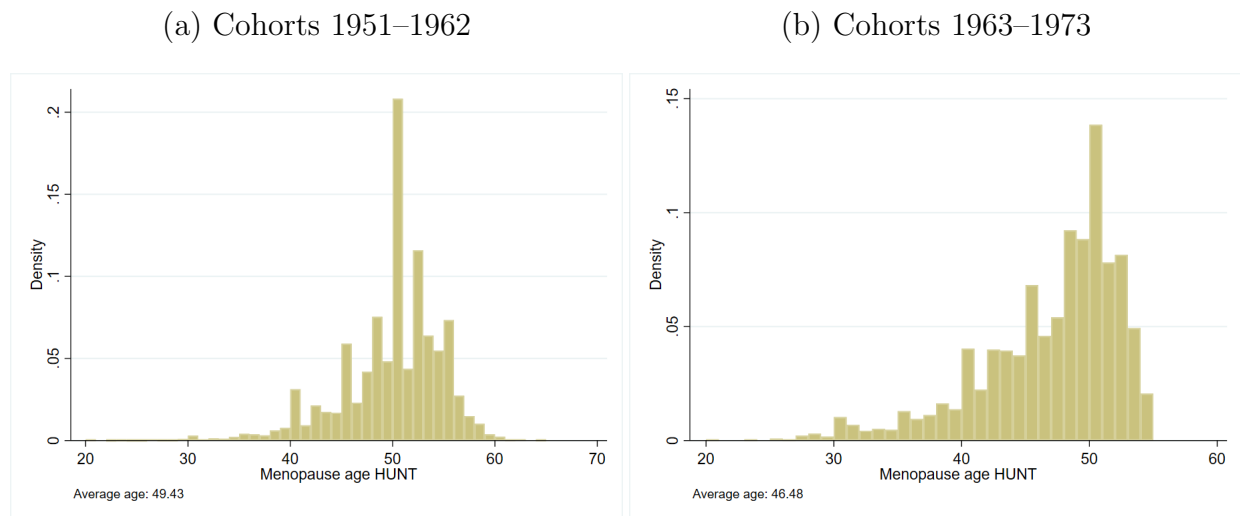 (a) Cohorts 1951–1962
.2
.15
.1
.05
0
Density
20 30 40 50 60 70
Menopause age HUNT
Average age: 49.43
(b) Cohorts 1963–1973
.15
.1
.05
0
Density
20 30 40 50 60
Menopause age HUNT
Average age: 46.48